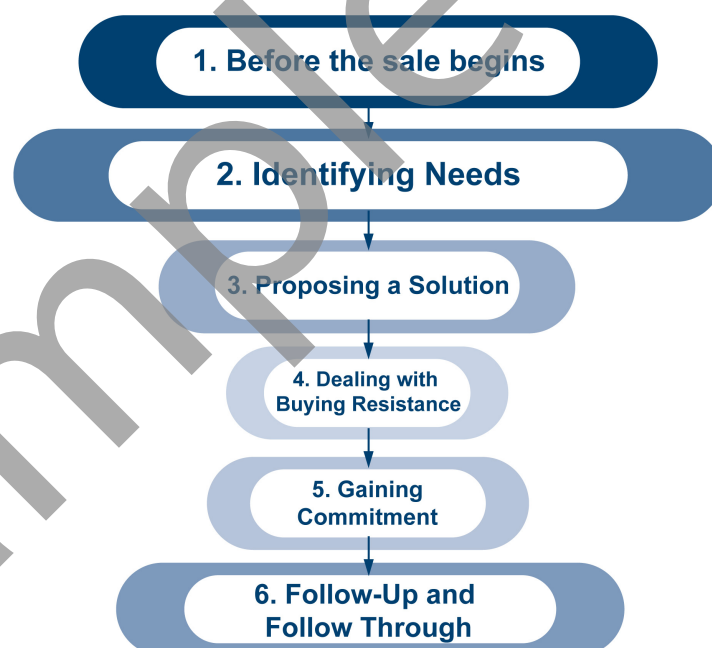 1. Before the sale begins
2. Identifying Needs
3. Proposing a Solution
4. Dealing with
Buying Resistance
5. Gaining
Commitment
6. Follow-Up and
Follow Through
mple